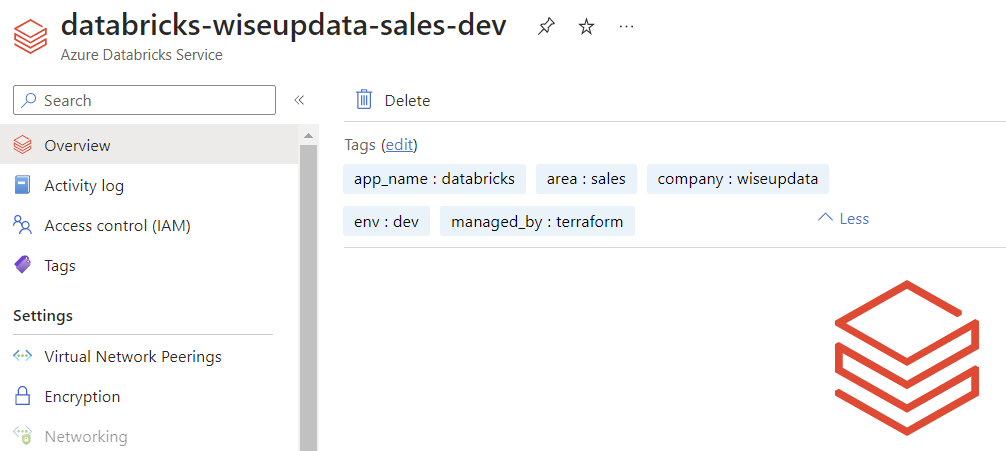 databricks-wiseupdata-sales-dev
Azure Databricks Service
Search
Overview
Activity log
Access control (IAM)
Tags
Settings
Virtual Network Peerings
Encryption
Networking
Delete
Tags (edit)
app_name : databricks area : sales company : wiseupdata
env : dev managed_by : terraform Less